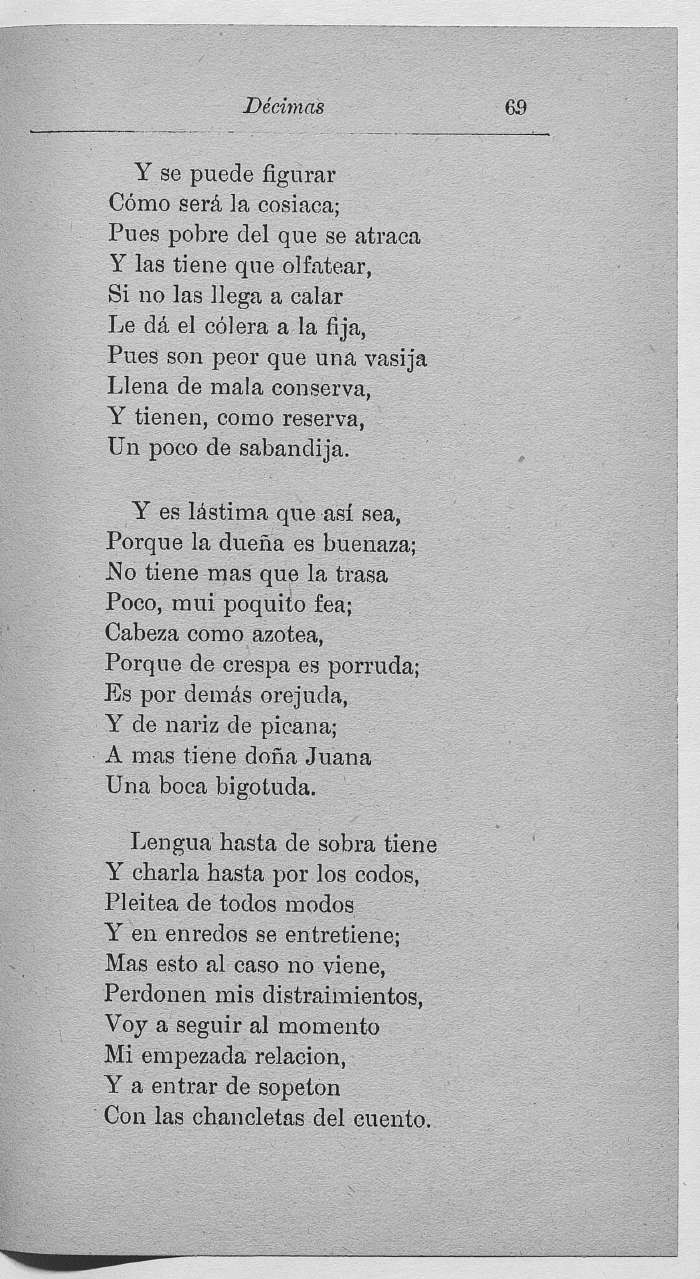 Décimas 69
Y se puede figurar
Cómo será la cosiaca;
Pues pobre del que se atraca
Y las tiene que olfatear,
Si no las llega a calar
Le dá el cólera a la fija,
Pues son peor que una vasija
Llena de mala conserva,
Y tienen, como reserva,
Un poco de sabandija.
Y es lástima que así sea,
Porque la dueña es buenaza;
No tiene mas que la trasa
Poco, mui poquito fea;
Cabeza como azotea,
Porque de crespa es porruda;
Es por demás orejuda,
Y de nariz de picana;
A mas tiene doña Juana
Una boca bigotuda.
Lengua hasta de sobra tiene
Y charla hasta por los codos,
Pleitea de todos modos
Y en enredos se entretiene;
Mas esto al caso no viene,
Perdonen mis distraimientos,
Voy a seguir al momento
Mi empezada relacion,
Y a entrar de sopeton
Con las chancletas del cuento.